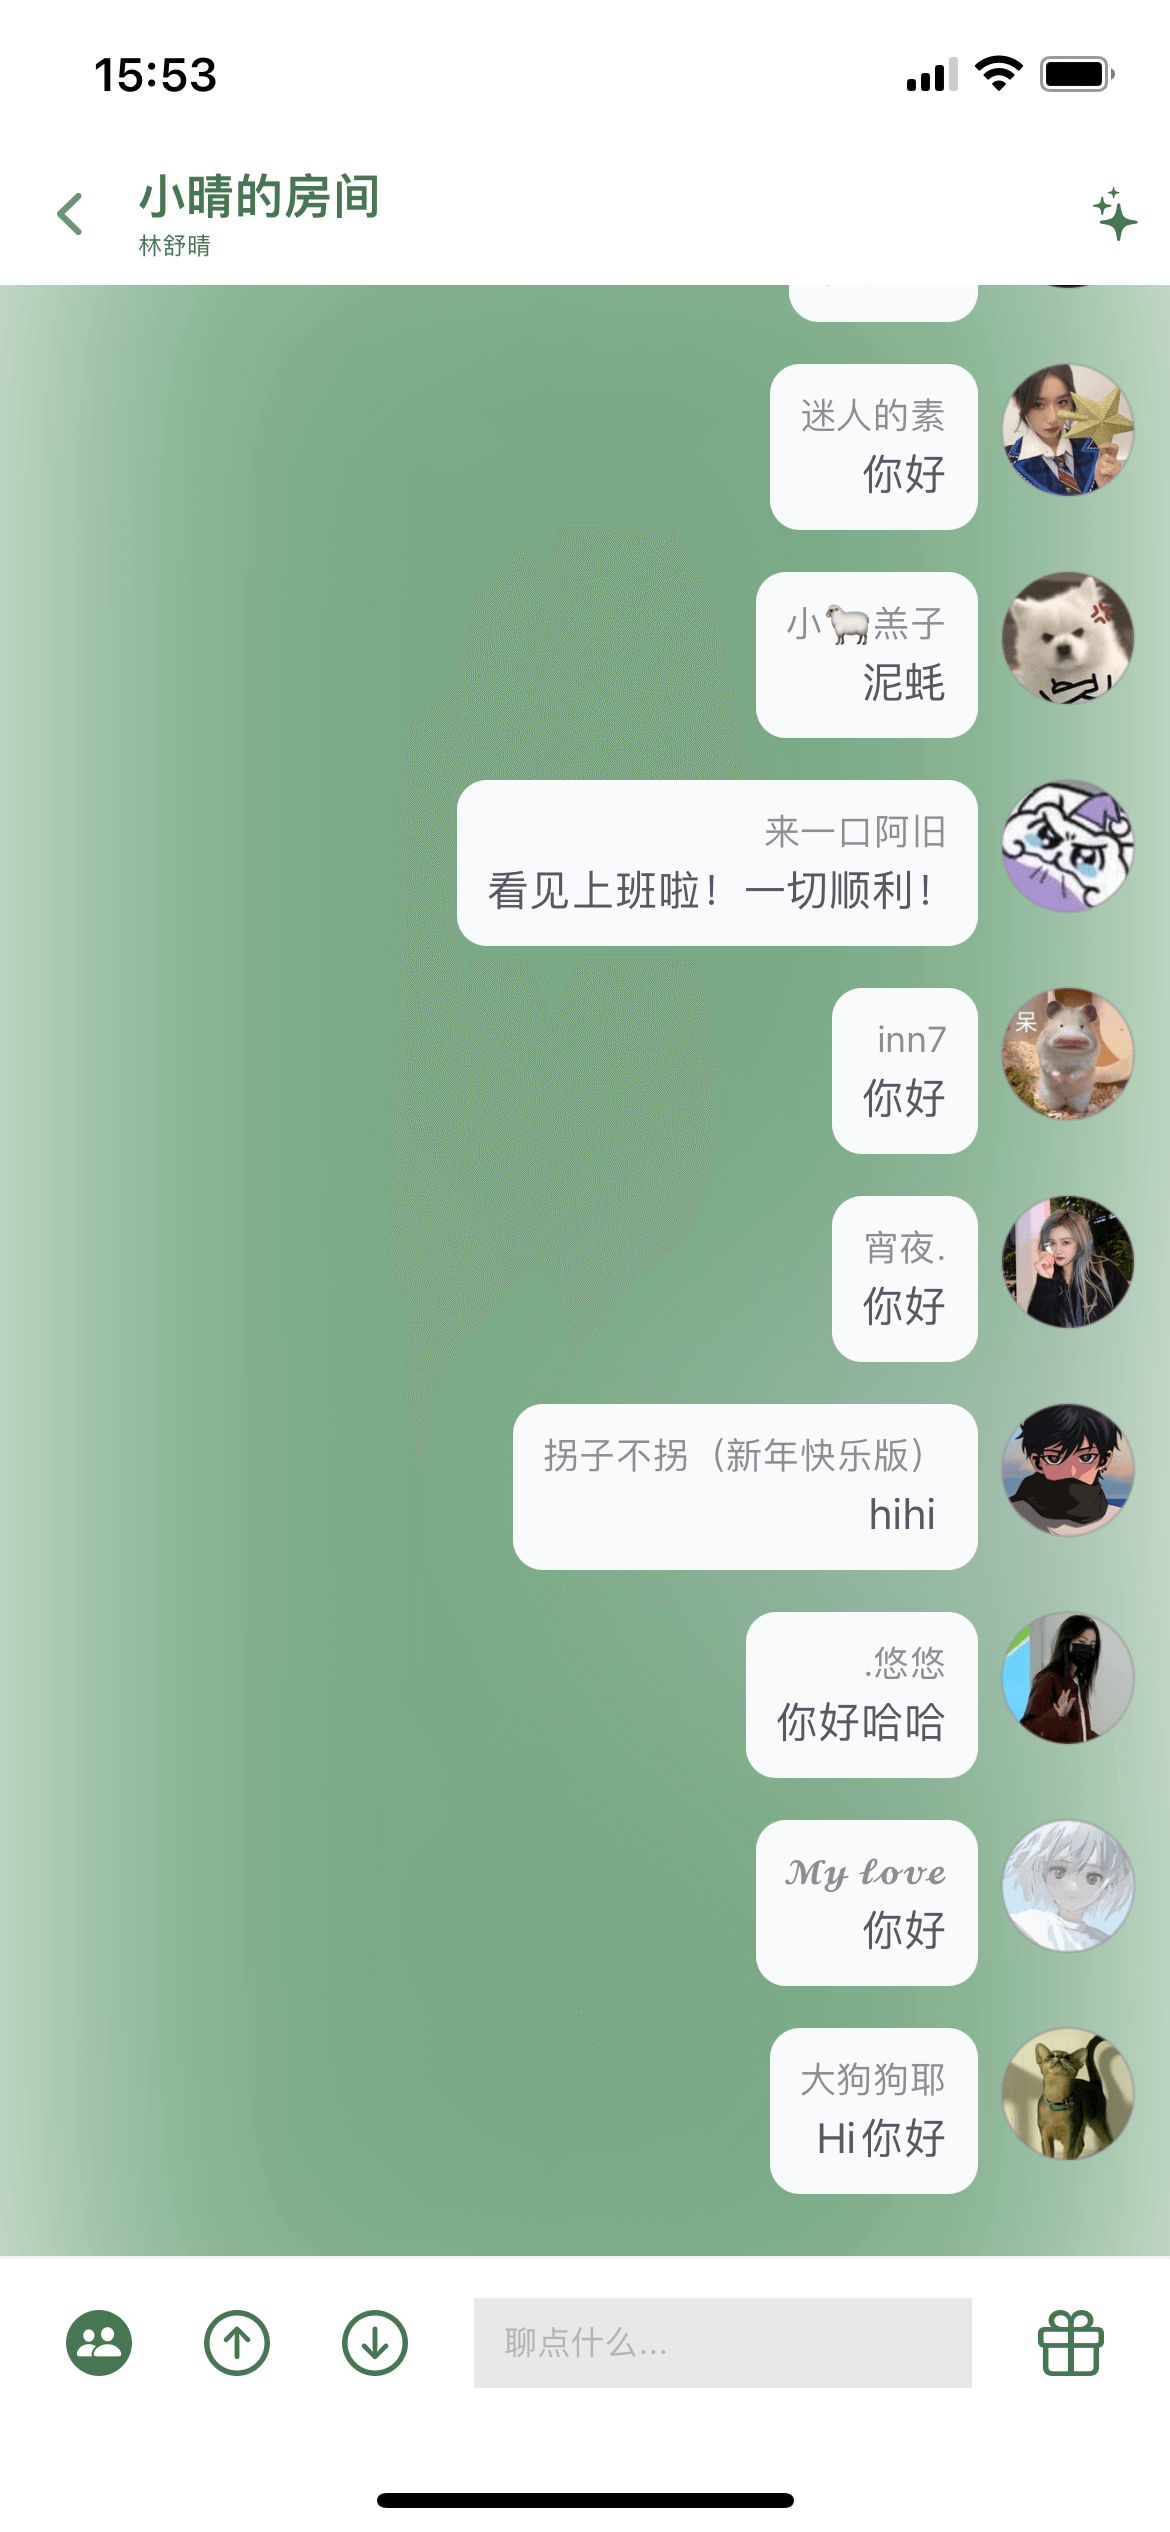 15:53
小晴的房间
林舒晴
迷人的素
你好
小🐑羔子
泥蚝
来一口阿旧
看见上班啦！一切顺利！
inn7
呆
你好
宵夜.
你好
拐子不拐（新年快乐版）
hihi
.悠悠
你好哈哈
𝓜𝔂 𝓵𝓸𝓿𝓮
你好
大狗狗耶
Hi你好
聊点什么...